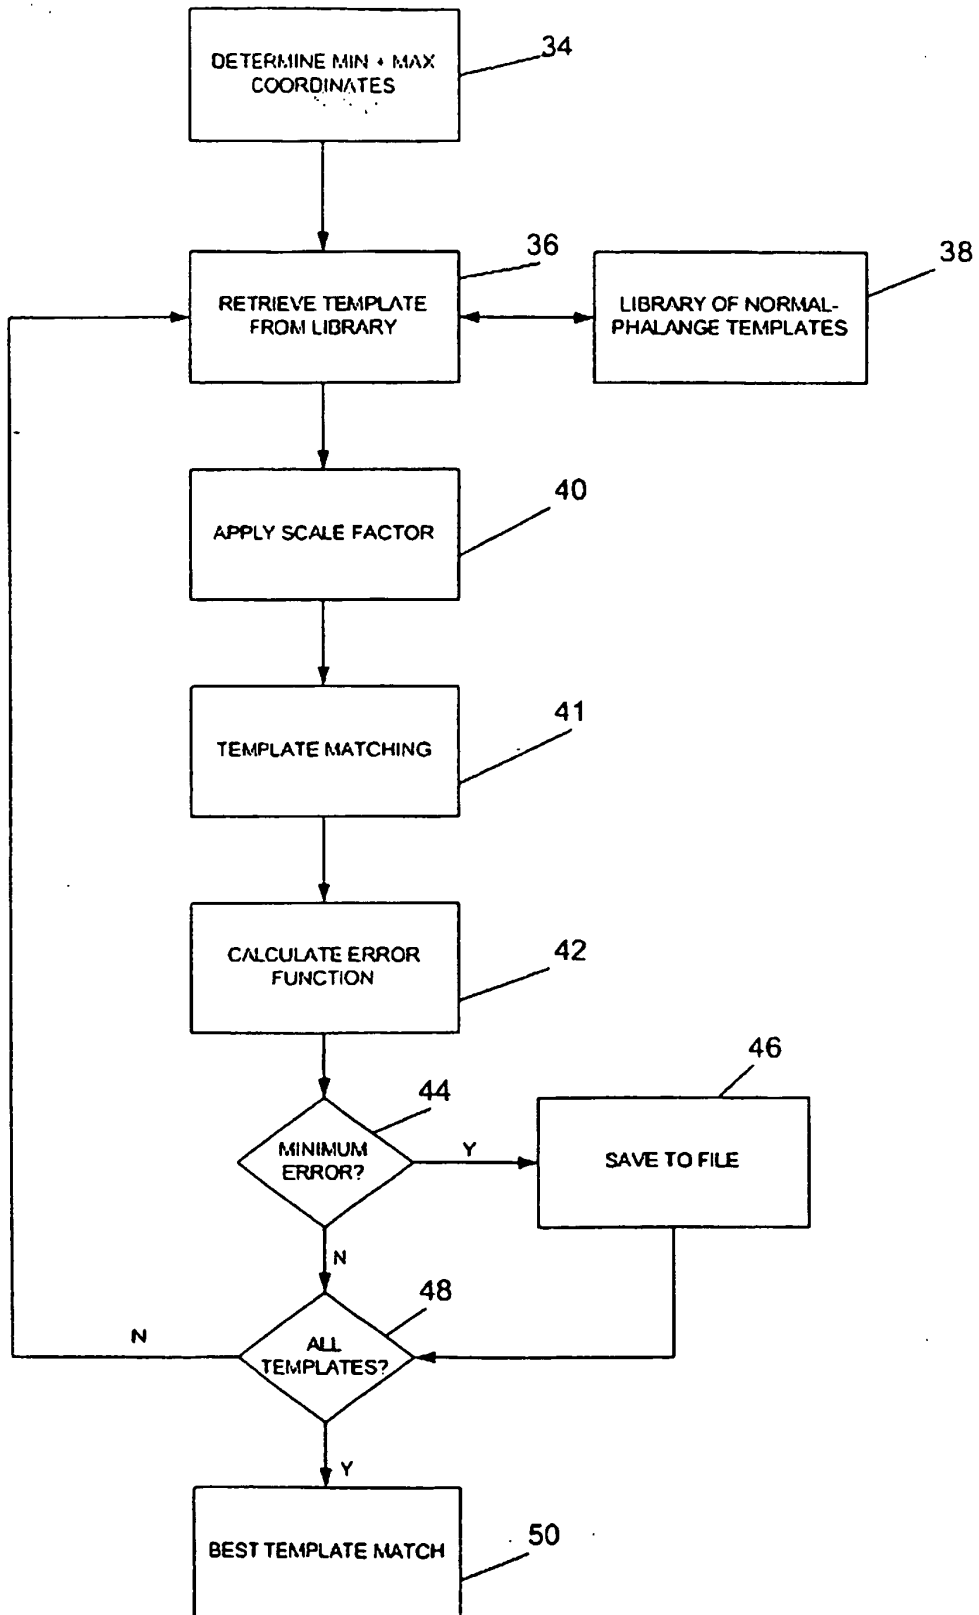 DETERMINE MIN + MAX
COORDINATES
34
RETRIEVE TEMPLATE
FROM LIBRARY
36
LIBRARY OF NORMAL-
PHALANGE TEMPLATES
38
APPLY SCALE FACTOR
40
TEMPLATE MATCHING
41
CALCULATE ERROR
FUNCTION
42
MINIMUM
ERROR?
44
Y
SAVE TO FILE
46
N
ALL
TEMPLATES?
48
N
Y
BEST TEMPLATE MATCH
50